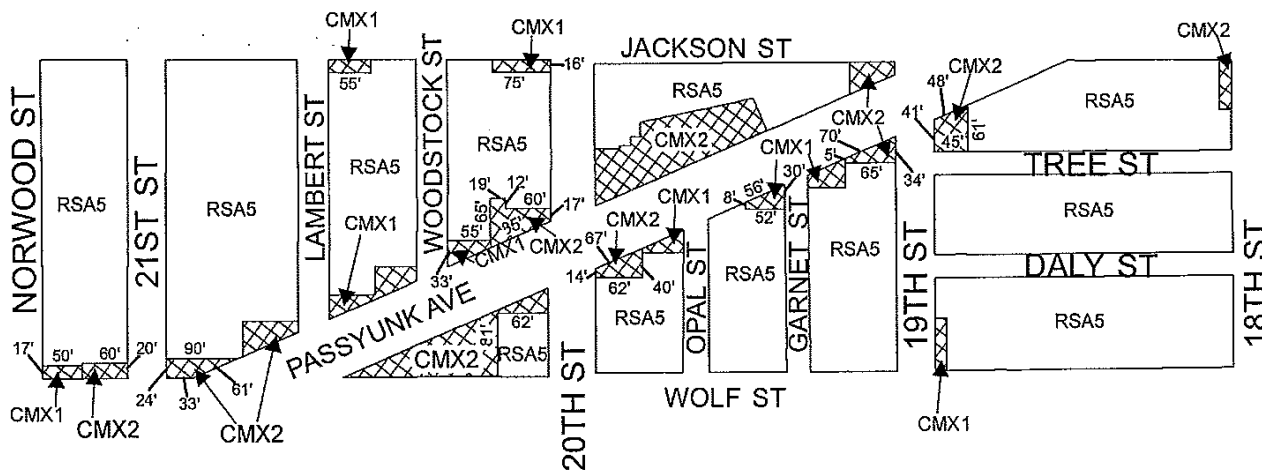 CMX1
CMX1
JACKSON ST
CMX2
NORWOOD ST
21ST ST
LAMBERT ST
WOODSTOCK ST
55'
75'
16'
RSA5
CMX2
48'
CMX2
41'
45'
61'
RSA5
RSA5
RSA5
RSA5
RSA5
CMX2
CMX2
70'
5'
65'
34'
TREE ST
19'
12'
60'
17'
65'
35'
CMX1
56'
30'
8'
52'
CMX1
55'
33'
CMX1
CMX2
CMX2
CMX1
67'
14'
62'
40'
RSA5
OPAL ST
RSA5
GARNET ST
RSA5
19TH ST
RSA5
DALY ST
RSA5
18TH ST
PASSYUNK AVE
CMX2
81'
62'
RSA5
20TH ST
WOLF ST
17'
50'
60'
20'
90'
24'
33'
61'
CMX1
CMX2
CMX2
CMX1